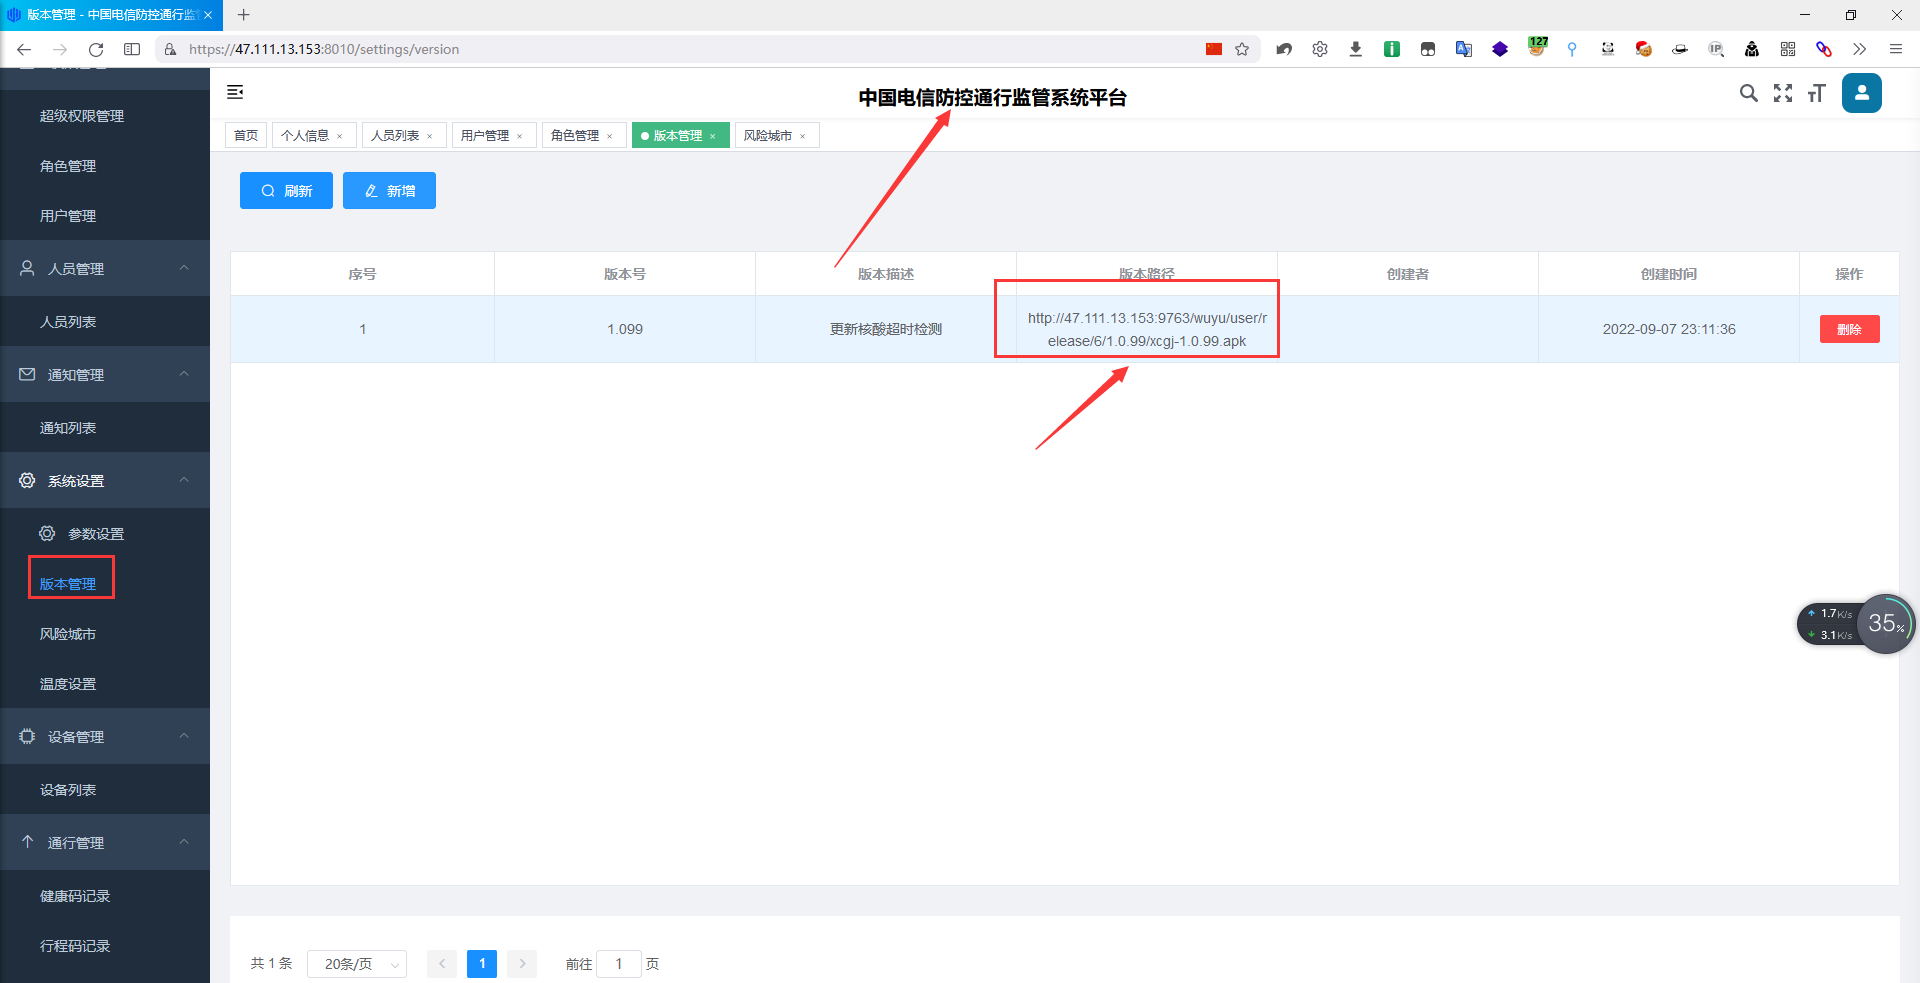 版本管理 - 中国电信防控通行监管
https://47.111.13.153:8010/settings/version
127
IP
中国电信防控通行监管系统平台
首页 个人信息 × 人员列表 × 用户管理 × 角色管理 × 版本管理 × 风险城市 ×
刷新 新增
超级权限管理
角色管理
用户管理
人员管理
人员列表
通知管理
通知列表
系统设置
参数设置
版本管理
风险城市
温度设置
设备管理
设备列表
通行管理
健康码记录
行程码记录
序号 版本号 版本描述 版本路径 创建者 创建时间 操作
1 1.099 更新核酸超时检测 http://47.111.13.153:9763/wuyu/user/r
elease/6/1.0.99/xcgj-1.0.99.apk 2022-09-07 23:11:36 删除
1.7K/s
3.1K/s
35%
共 1 条 20条/页 1 前往 1 页